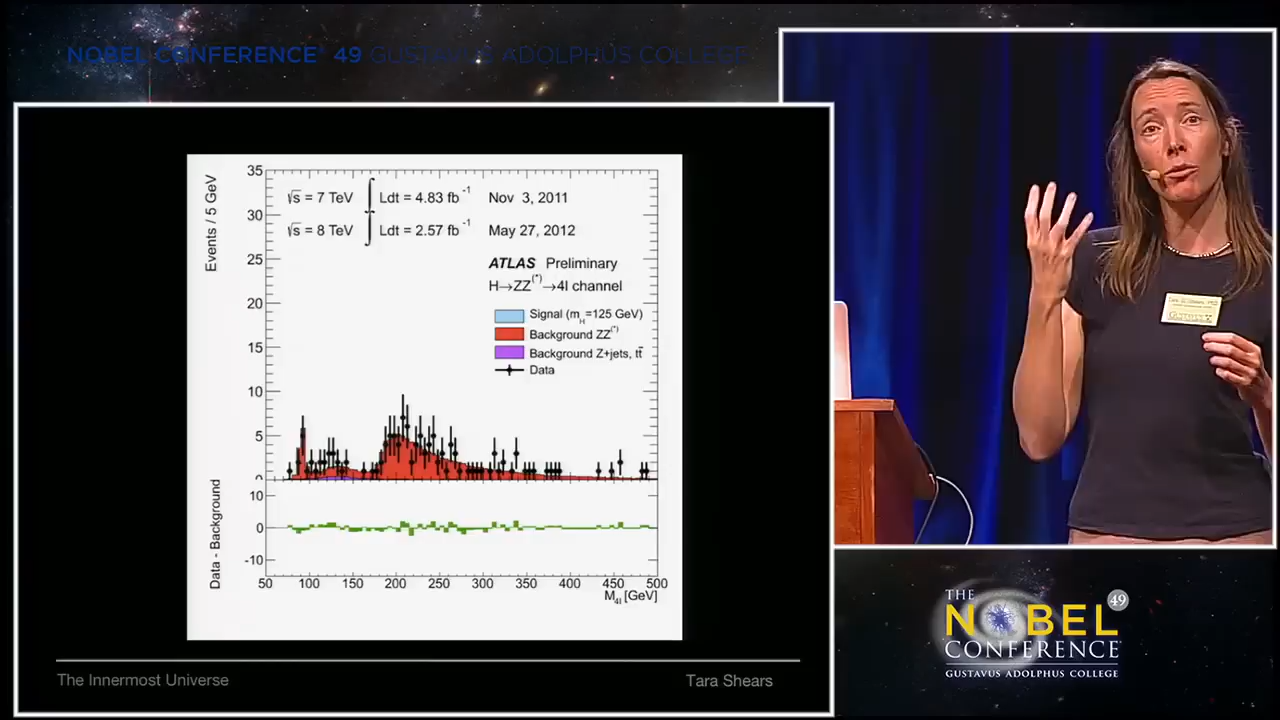 NOBEL CONFERENCE® 49 GUSTAVUS ADOLPHUS COLLEGE
35
30
25
20
15
10
5
0
Events / 5 GeV
√s = 7 TeV ∫ Ldt = 4.83 fb⁻¹ Nov 3, 2011
√s = 8 TeV ∫ Ldt = 2.57 fb⁻¹ May 27, 2012
ATLAS Preliminary
H→ZZ(*)→4l channel
Signal (mH=125 GeV)
Background ZZ(*)
Background Z+jets, tt̄
Data
Data - Background
10
0
-10
50 100 150 200 250 300 350 400 450 500
M4l [GeV]
The Innermost Universe
Tara Shears
GUSTAVUS
THE
49
NOBEL
CONFERENCE
GUSTAVUS ADOLPHUS COLLEGE